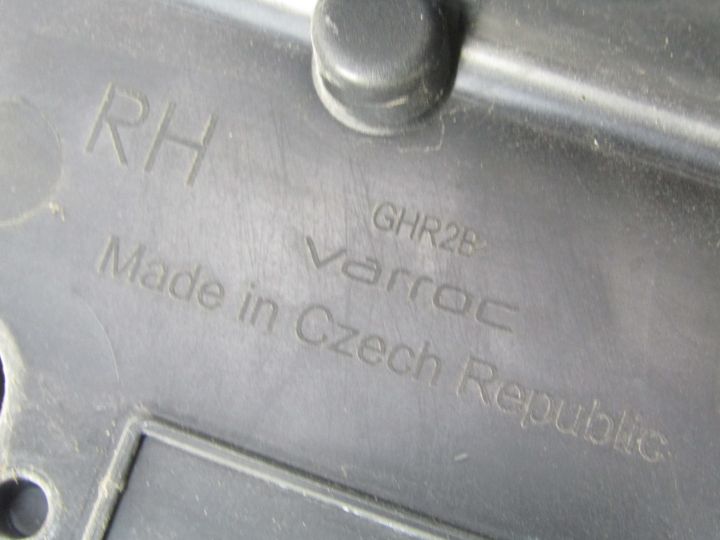 RH
GHR2B
varroc
Made in Czech Republic